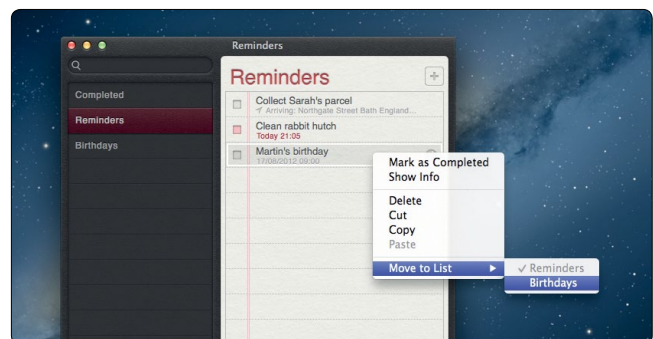 Reminders
Completed
Reminders
Birthdays
Reminders
Collect Sarah's parcel
Arriving: Northgate Street Bath England...
Clean rabbit hutch
Today 21:05
Martin's birthday
17/08/2012 09:00
Mark as Completed
Show Info
Delete
Cut
Copy
Paste
Move to List
Reminders
Birthdays